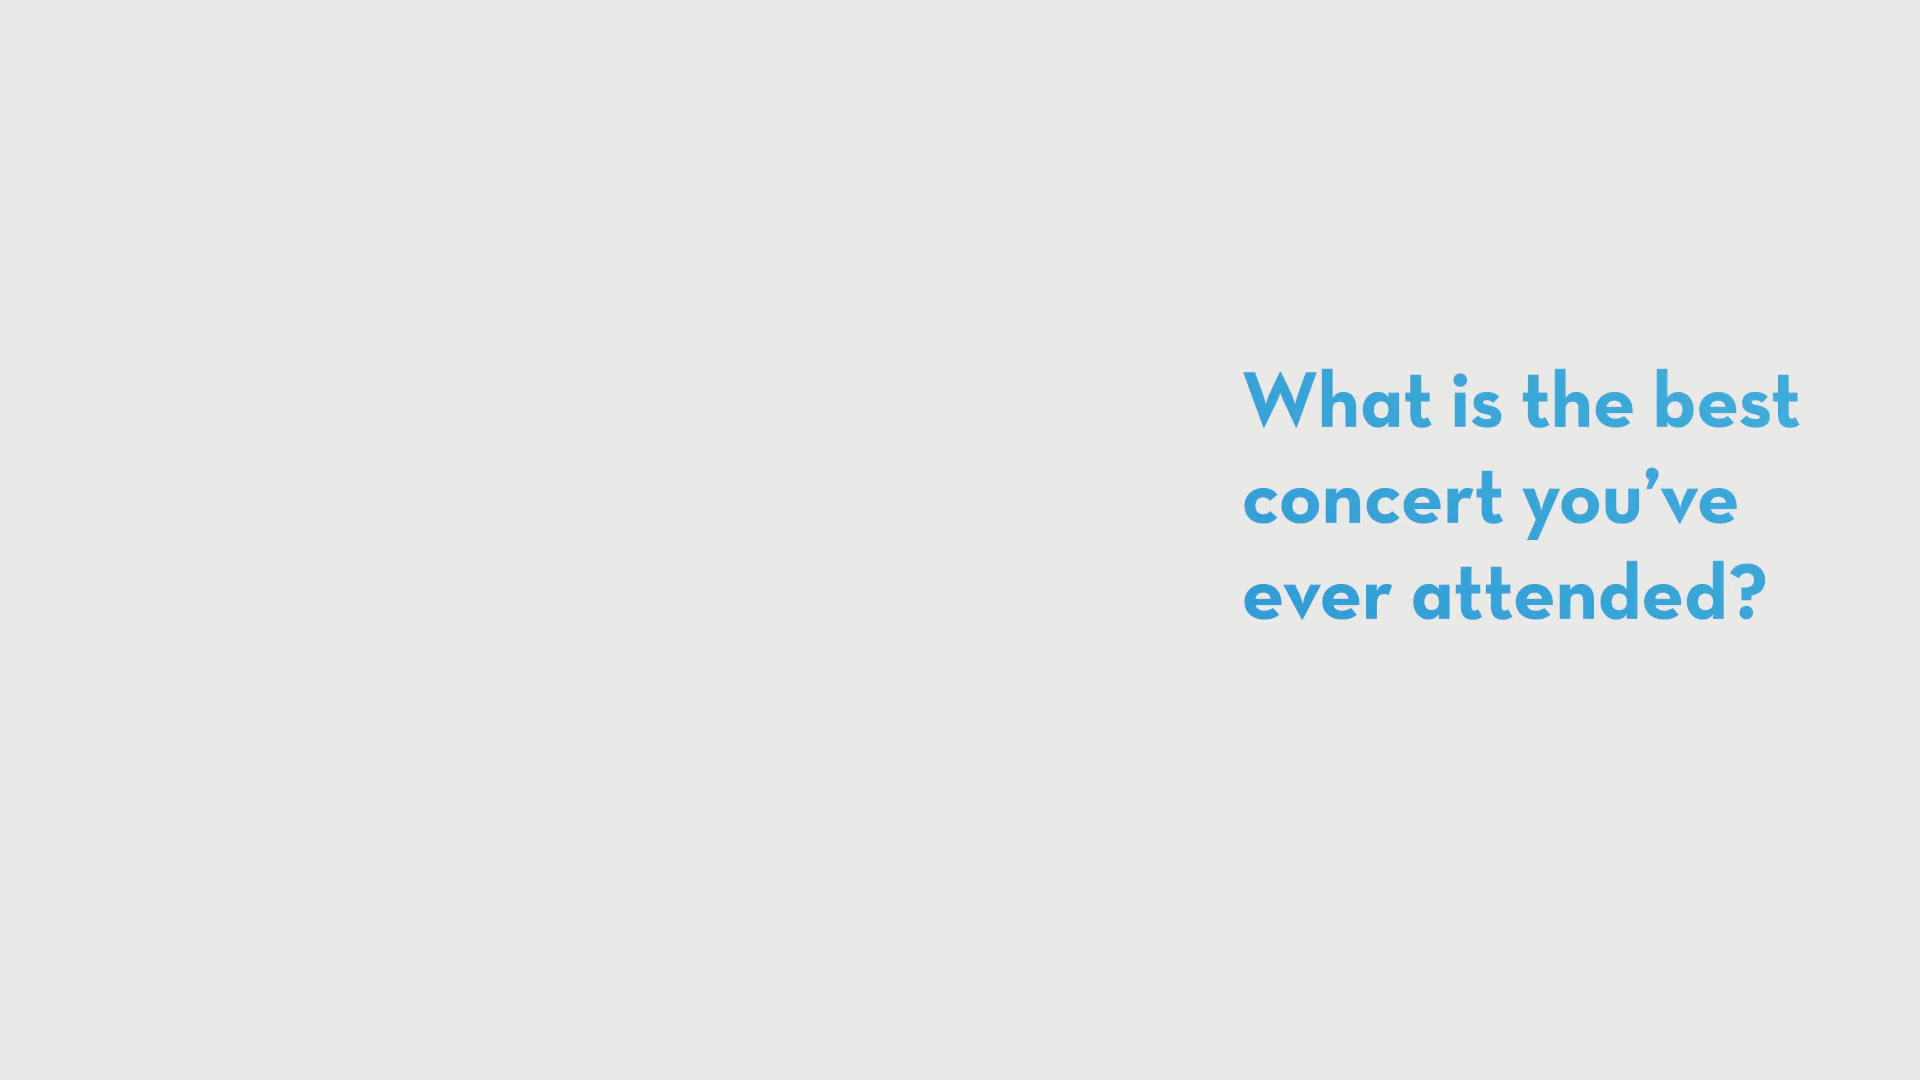 What is the best
concert you’ve
ever attended?